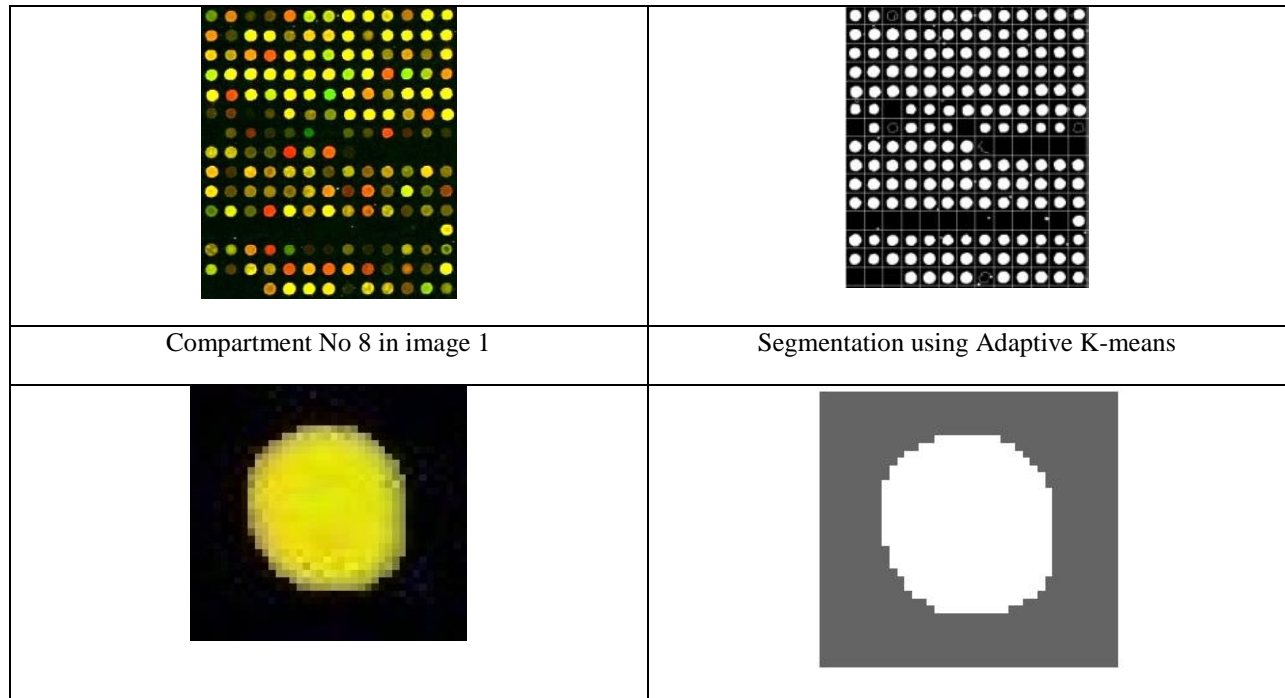 Compartment No 8 in image 1
Segmentation using Adaptive K-means